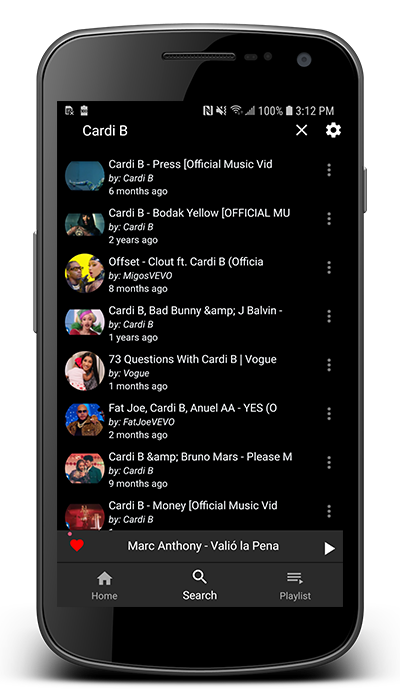 100% 3:12 PM
Cardi B
Cardi B - Press [Official Music Vid
by: Cardi B
6 months ago
Cardi B - Bodak Yellow [OFFICIAL MU
by: Cardi B
2 years ago
Offset - Clout ft. Cardi B (Officia
by: MigosVEVO
8 months ago
Cardi B, Bad Bunny &amp; J Balvin -
by: Cardi B
1 years ago
73 Questions With Cardi B | Vogue
by: Vogue
1 months ago
Fat Joe, Cardi B, Anuel AA - YES (O
by: FatJoeVEVO
2 months ago
Cardi B &amp; Bruno Mars - Please M
by: Cardi B
9 months ago
Cardi B - Money [Official Music Vid
by: Cardi B
Marc Anthony - Valió la Pena
Home
Search
Playlist